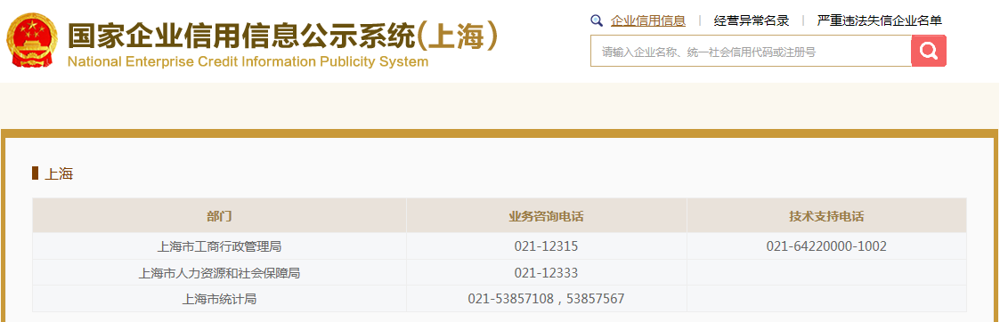 国家企业信用信息公示系统(上海)
National Enterprise Credit Information Publicity System
企业信用信息 | 经营异常名录 | 严重违法失信企业名单
请输入企业名称、统一社会信用代码或注册号
上海
部门 业务咨询电话 技术支持电话
上海市工商行政管理局 021-12315 021-64220000-1002
上海市人力资源和社会保障局 021-12333
上海市统计局 021-53857108，53857567